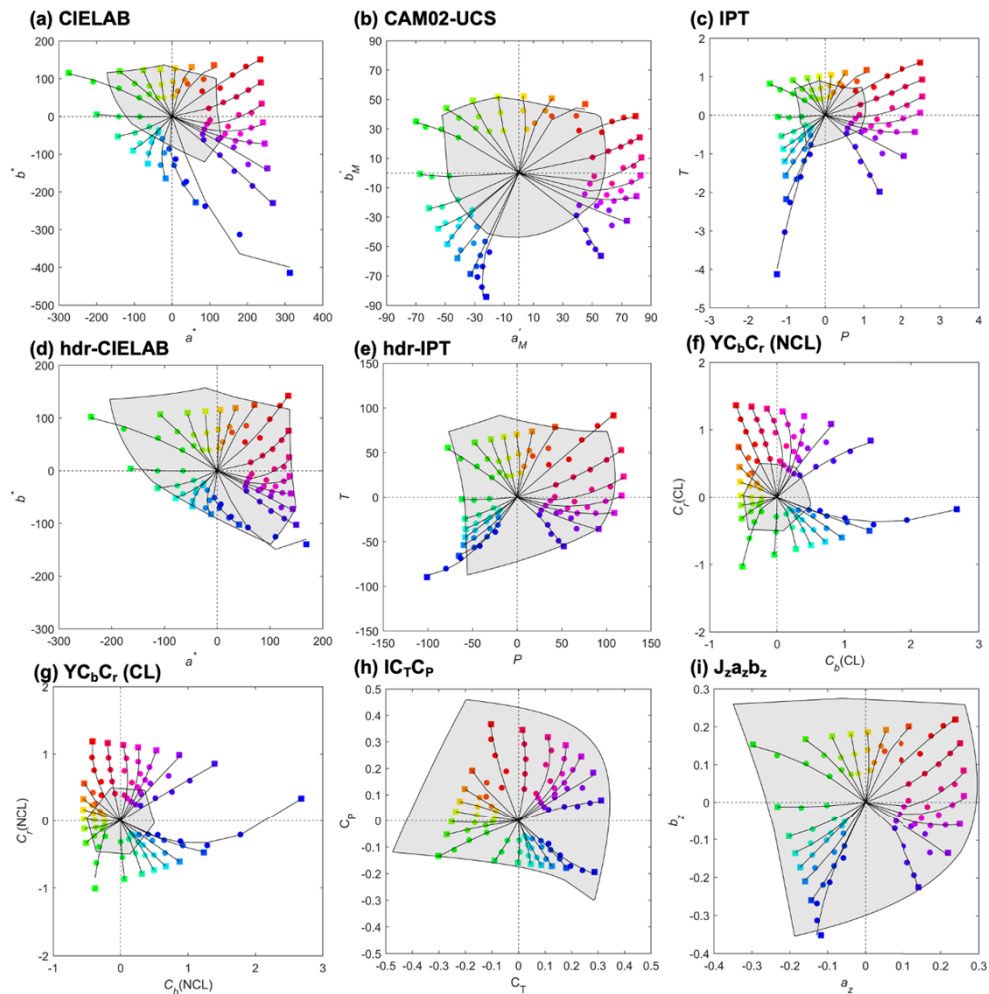 (a) CIELAB
200
100
0
-100
-200
-300
-400
-500
b*
-300 -200 -100 0 100 200 300 400
a*
(b) CAM02-UCS
90
70
50
30
10
-10
-30
-50
-70
-90
b'M
-90 -70 -50 -30 -10 10 30 50 70 90
a'M
(c) IPT
2
1
0
-1
-2
-3
-4
-5
T
-3 -2 -1 0 1 2 3
P
(d) hdr-CIELAB
200
100
0
-100
-200
-300
b*
-300 -200 -100 0 100 200
a*
(e) hdr-IPT
150
100
50
0
-50
-100
-150
T
-150 -100 -50 0 50 100 150
P
(f) YCbCr (NCL)
2
1
0
-1
-2
Cr(CL)
-1 0 1 2 3
Cb(CL)
(g) YCbCr (CL)
2
1
0
-1
Cr(NCL)
0 1 2 3
Cb(NCL)
(h) ICTCP
0.5
0.4
0.3
0.2
0.1
0
-0.1
-0.2
-0.3
-0.4
-0.5
CP
-0.5 -0.4 -0.3 -0.2 -0.1 0 0.1 0.2 0.3 0.4 0.5
CT
(i) Jzazbz
0.3
0.2
0.1
0
-0.1
-0.2
-0.3
-0.4
bz
-0.4 -0.3 -0.2 -0.1 0 0.1 0.2 0.3
az